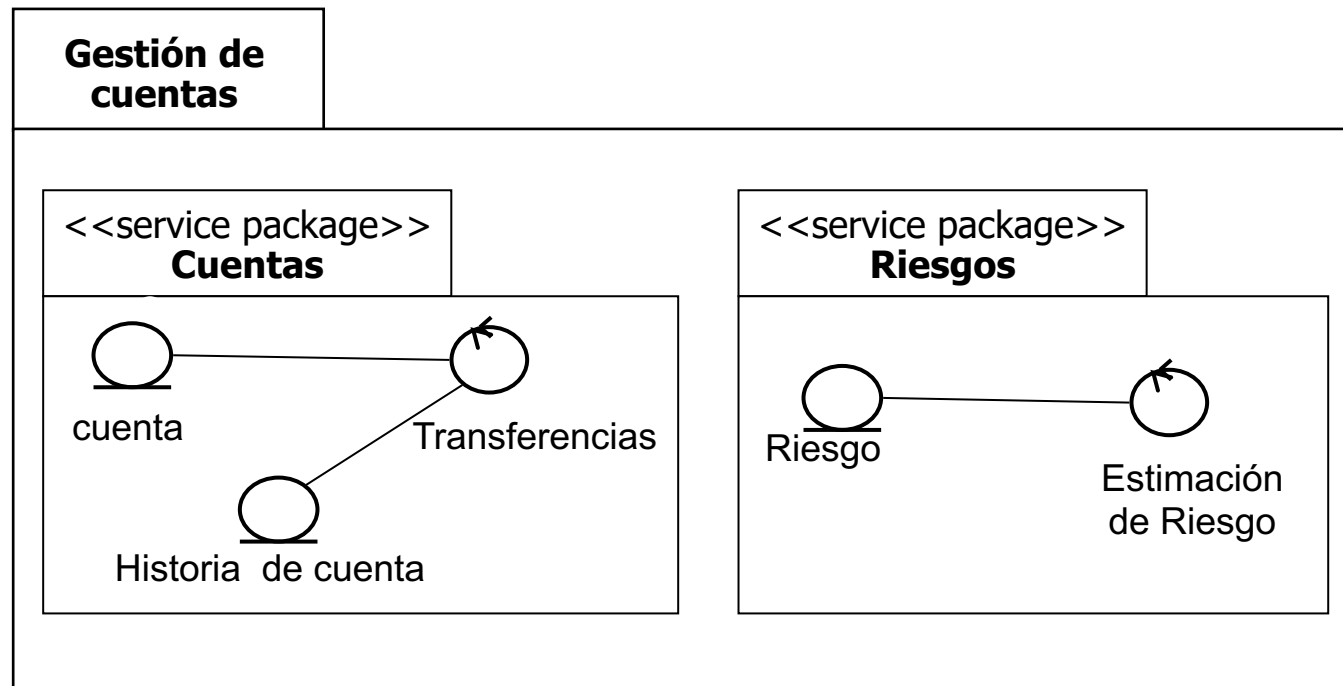 Gestión de
cuentas
<<service package>>
Cuentas
cuenta
Transferencias
Historia de cuenta
<<service package>>
Riesgos
Riesgo
Estimación
de Riesgo